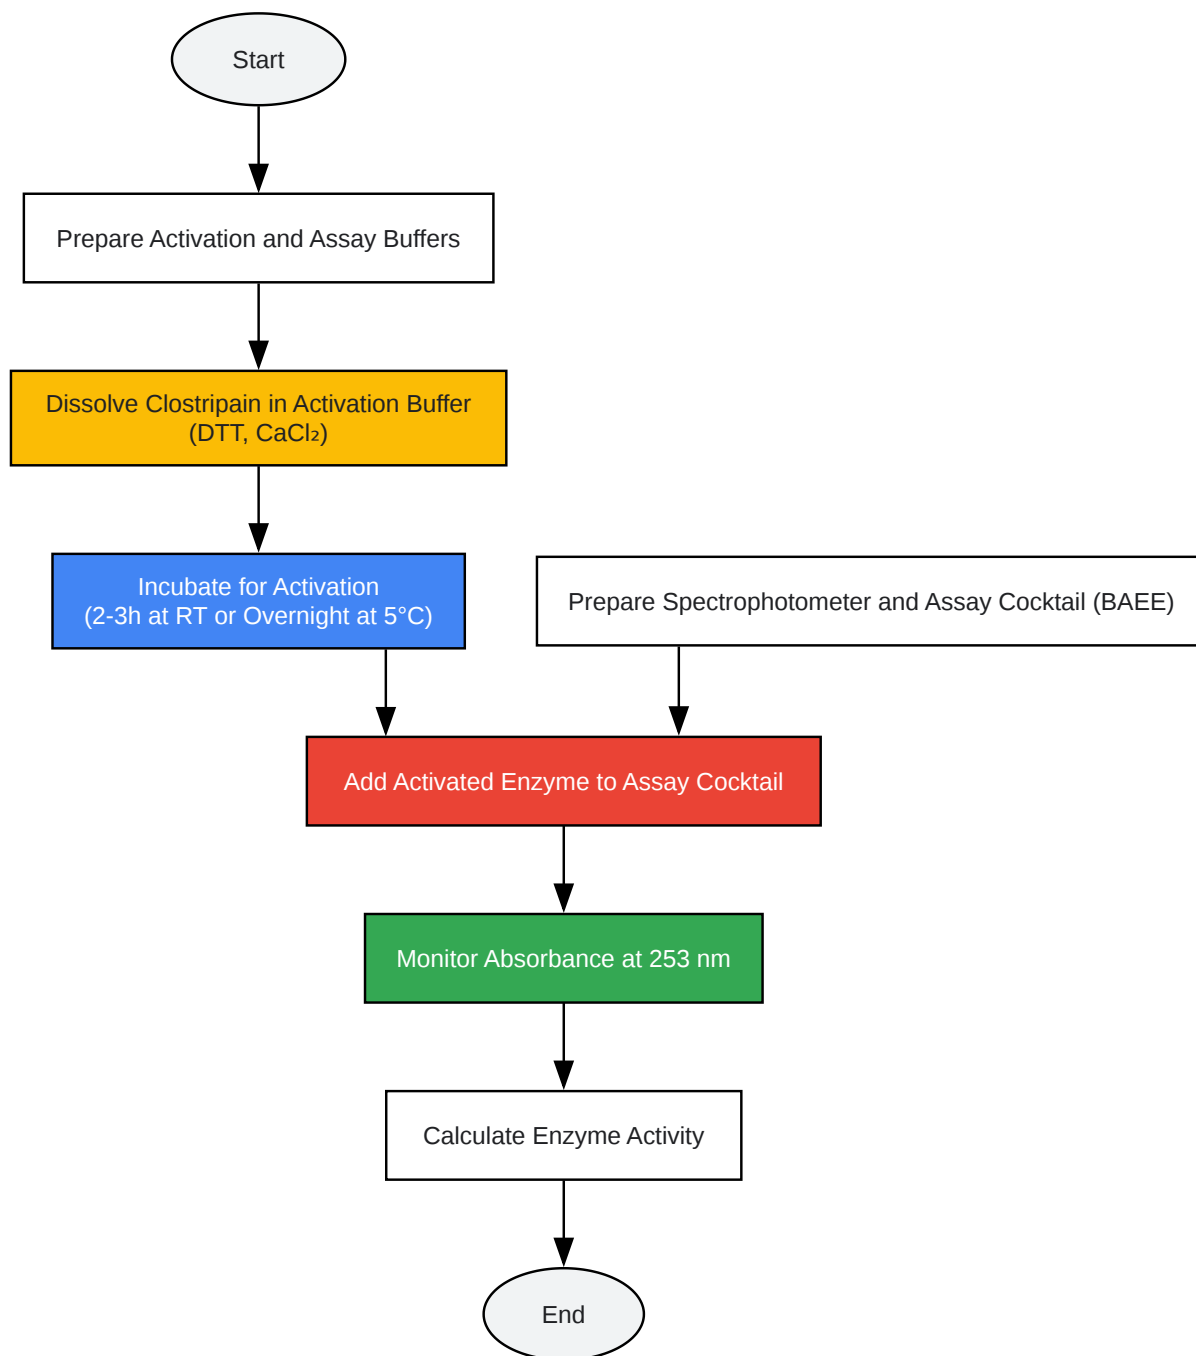 Start
Prepare Activation and Assay Buffers
Dissolve Clostripain in Activation Buffer
(DTT, CaCl₂)
Incubate for Activation
(2-3h at RT or Overnight at 5°C)
Prepare Spectrophotometer and Assay Cocktail (BAEE)
Add Activated Enzyme to Assay Cocktail
Monitor Absorbance at 253 nm
Calculate Enzyme Activity
End